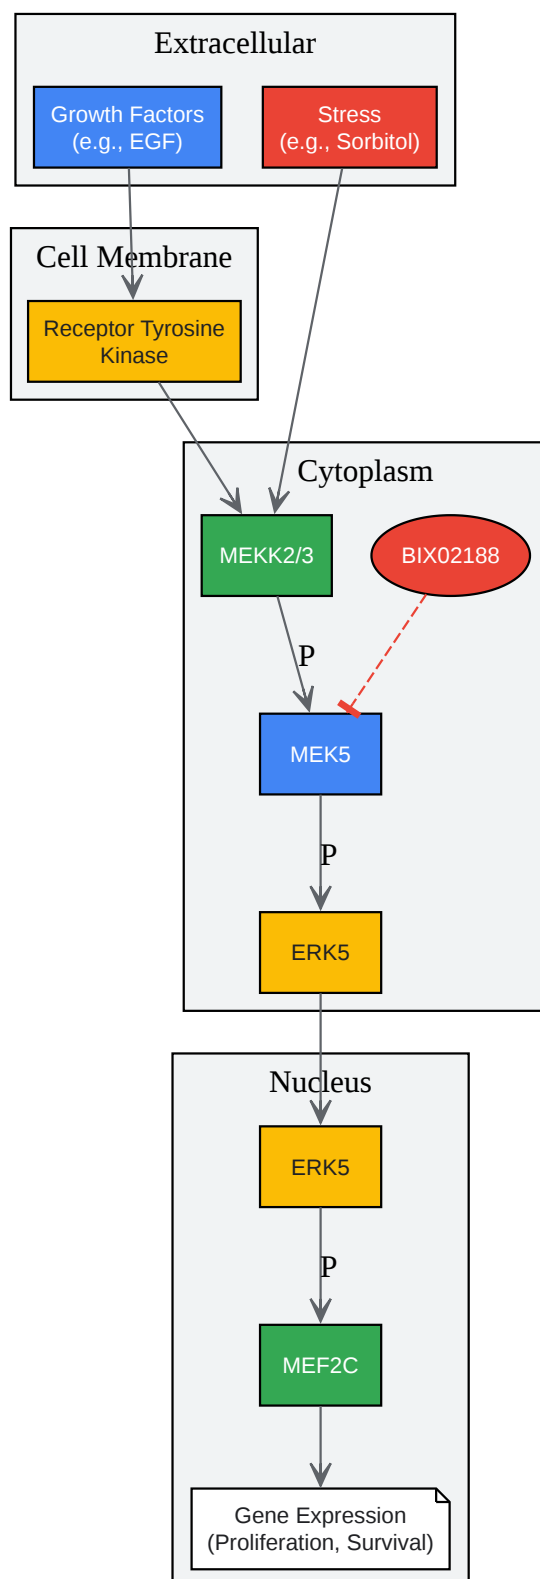 Extracellular
Growth Factors
(e.g., EGF)
Stress
(e.g., Sorbitol)
Cell Membrane
Receptor Tyrosine
Kinase
Cytoplasm
MEKK2/3
BIX02188
P
MEK5
P
ERK5
Nucleus
ERK5
P
MEF2C
Gene Expression
(Proliferation, Survival)